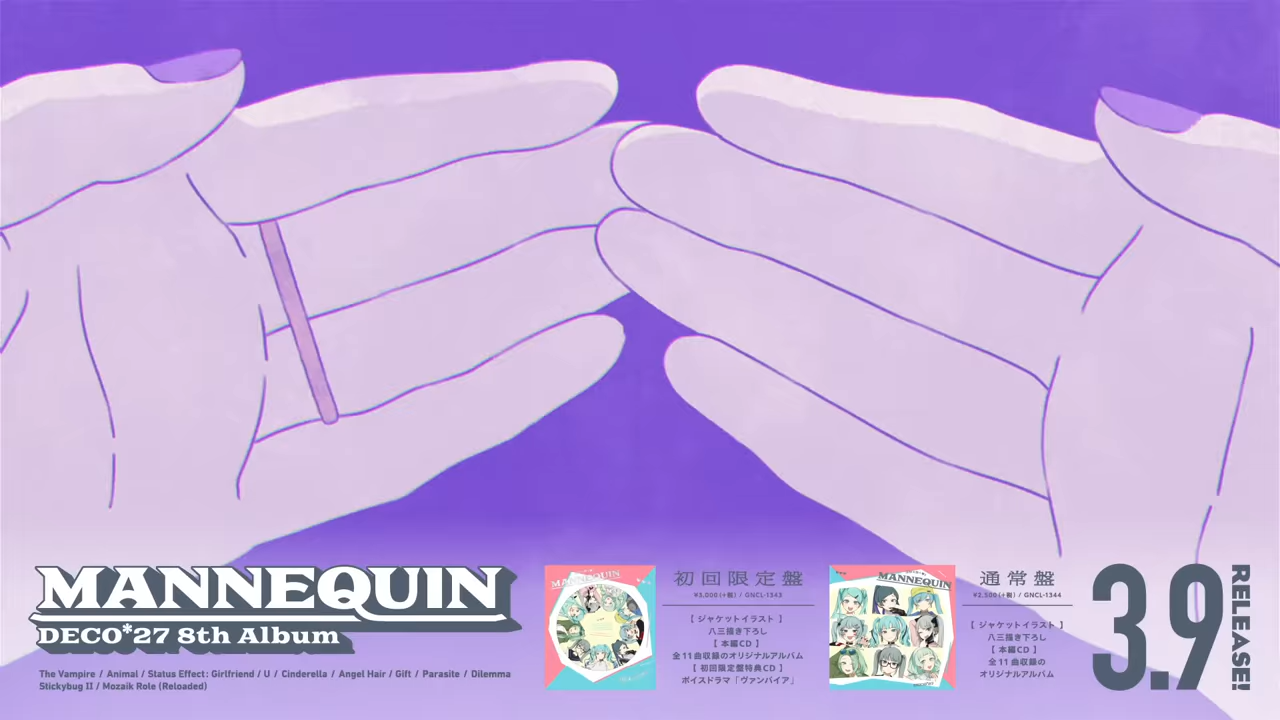 MANNEQUIN
DECO*27 8th Album
The Vampire / Animal / Status Effect: Girlfriend / U / Cinderella / Angel Hair / Gift / Parasite / Dilemma
Stickybug II / Mozaik Role (Reloaded)
MANNEQUIN
初回限定盤
¥3,000(+税) / GNCL-1343
【 ジャケットイラスト 】
八三描き下ろし
【 本編CD 】
全11曲収録のオリジナルアルバム
【 初回限定盤特典CD 】
ボイスドラマ「ヴァンパイア」
MANNEQUIN
通常盤
¥2,500(+税) / GNCL-1344
【 ジャケットイラスト 】
八三描き下ろし
【 本編CD 】
全11曲収録の
オリジナルアルバム
3.9
RELEASE!